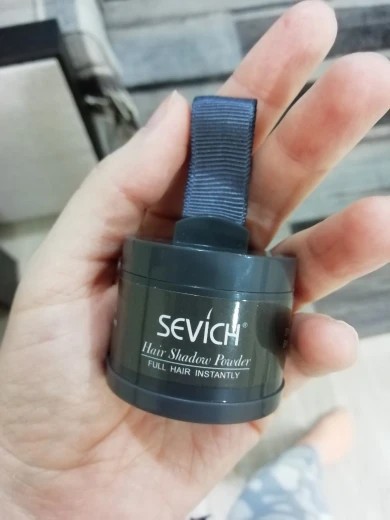 SEVICH®
Hair Shadow Powder
FULL HAIR INSTANTLY